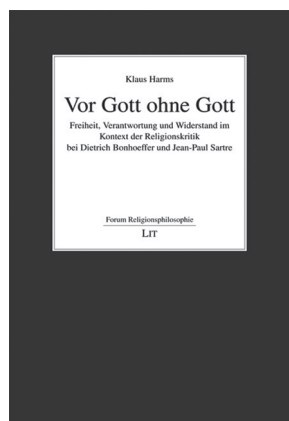 Klaus Harms
Vor Gott ohne Gott
Freiheit, Verantwortung und Widerstand im
Kontext der Religionskritik
bei Dietrich Bonhoeffer und Jean-Paul Sartre
Forum Religionsphilosophie
LIT